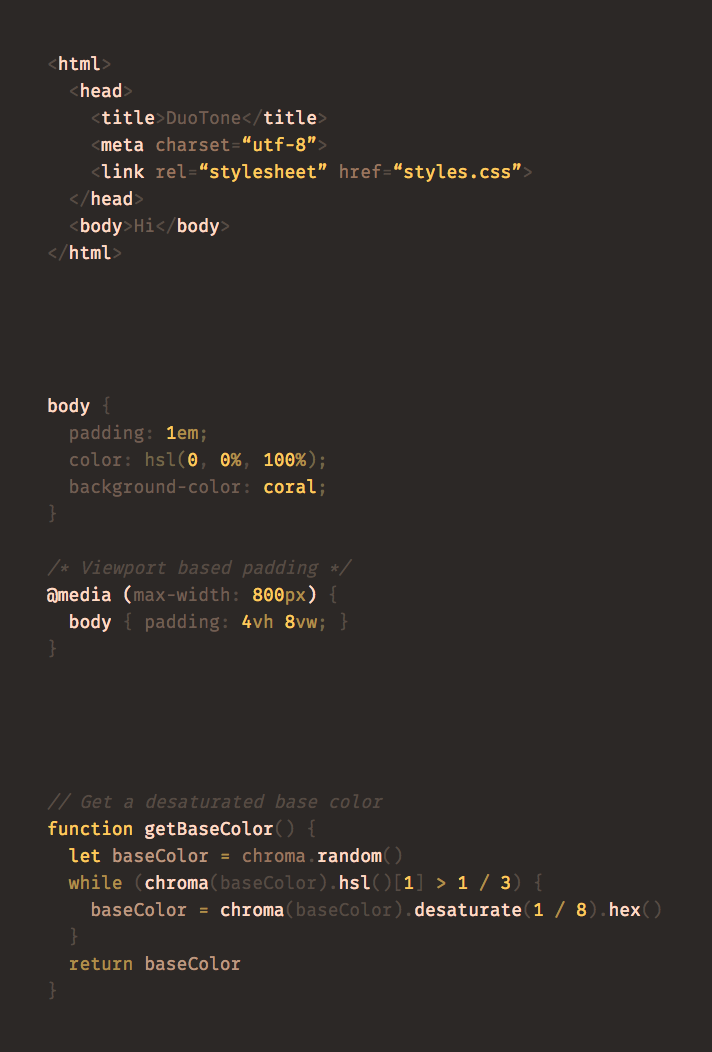 <html>
  <head>
    <title>DuoTone</title>
    <meta charset=“utf-8”>
    <link rel=“stylesheet” href=“styles.css”>
  </head>
  <body>Hi</body>
</html>
body {
  padding: 1em;
  color: hsl(0, 0%, 100%);
  background-color: coral;
}
/* Viewport based padding */
@media (max-width: 800px) {
  body { padding: 4vh 8vw; }
}
// Get a desaturated base color
function getBaseColor() {
  let baseColor = chroma.random()
  while (chroma(baseColor).hsl()[1] > 1 / 3) {
    baseColor = chroma(baseColor).desaturate(1 / 8).hex()
  }
  return baseColor
}